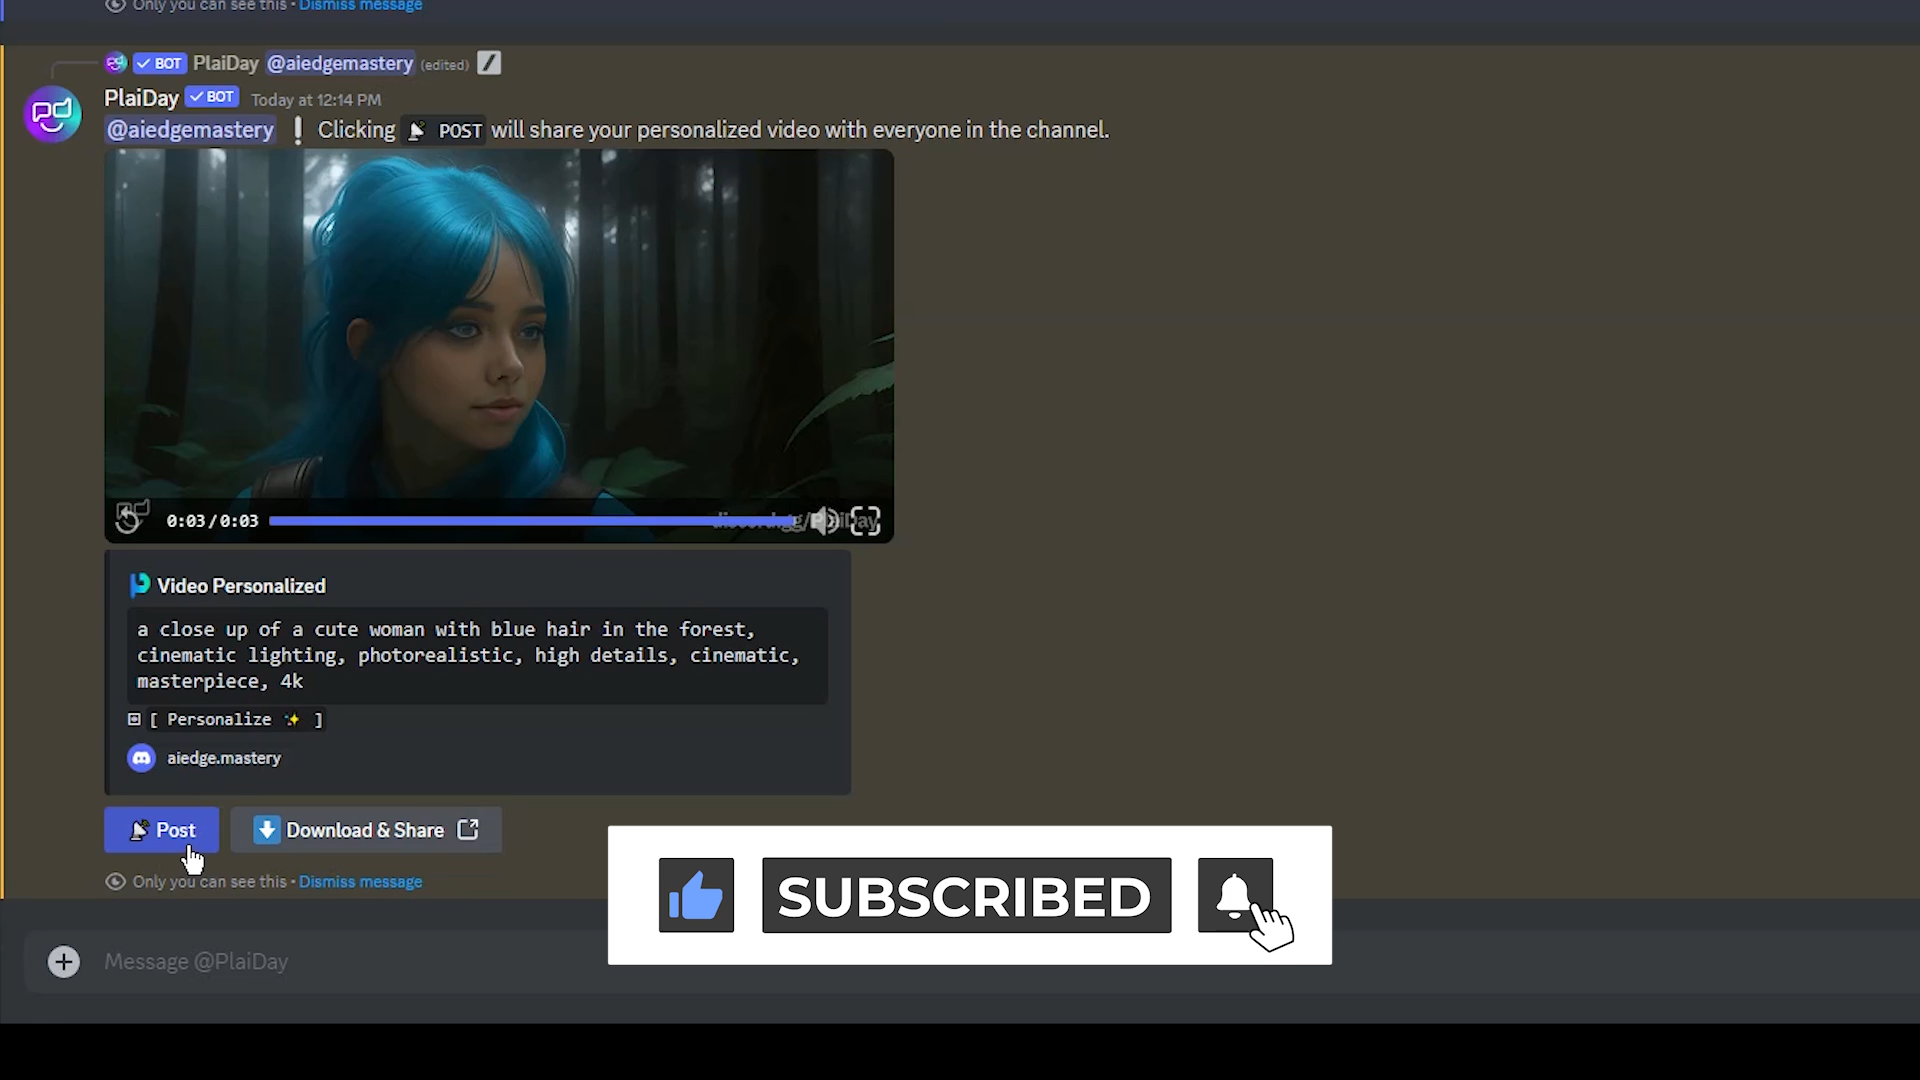 Only you can see this • Dismiss message
BOT PlaiDay @aiedgemastery (edited)
PlaiDay BOT Today at 12:14 PM
@aiedgemastery ❗ Clicking POST will share your personalized video with everyone in the channel.
0:03/0:03
discord.gg/PlaiDay
Video Personalized
a close up of a cute woman with blue hair in the forest,
cinematic lighting, photorealistic, high details, cinematic,
masterpiece, 4k
[ Personalize ✨ ]
aiedge.mastery
Post
Download & Share
Only you can see this • Dismiss message
SUBSCRIBED
Message @PlaiDay